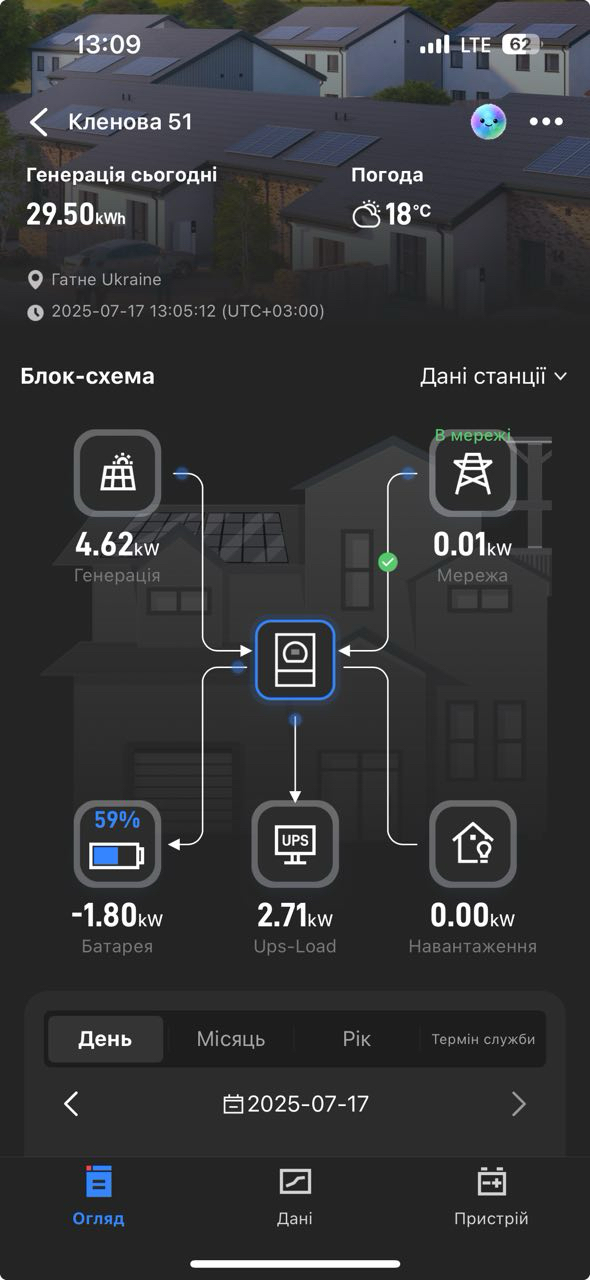 13:09
LTE 62
Кленова 51
Генерація сьогодні
Погода
29.50kWh
18°C
Гатне Ukraine
2025-07-17 13:05:12 (UTC+03:00)
Блок-схема
Дані станції
В мережі
4.62kW
0.01kW
Генерація
Мережа
59%
UPS
-1.80kW
2.71kW
0.00kW
Батарея
Ups-Load
Навантаження
День
Місяць
Рік
Термін служби
2025-07-17
Огляд
Дані
Пристрій